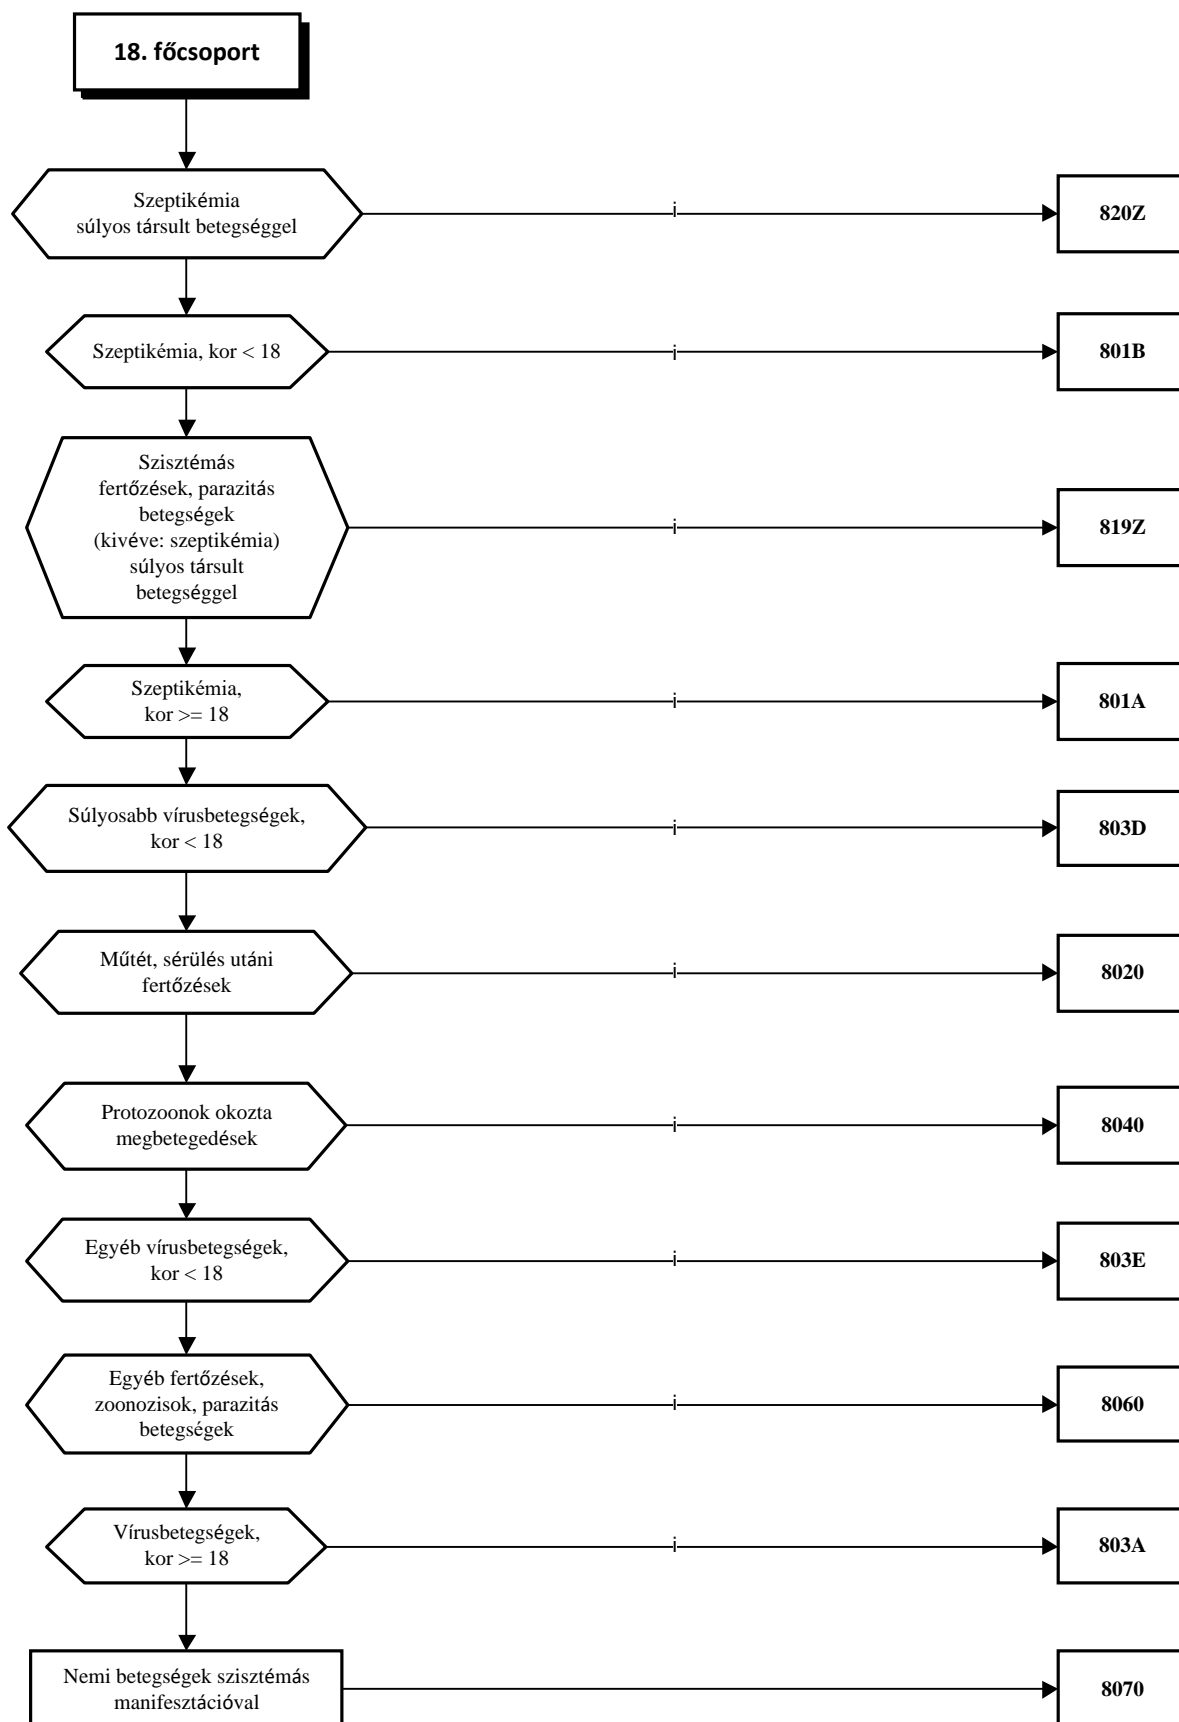 18. főcsoport
Szeptikémia
súlyos társult betegséggel
i
820Z
Szeptikémia, kor < 18
i
801B
Szisztémás
fertőzések, parazitás
betegségek
(kivéve: szeptikémia)
súlyos társult
betegséggel
i
819Z
Szeptikémia,
kor >= 18
i
801A
Súlyosabb vírusbetegségek,
kor < 18
i
803D
Műtét, sérülés utáni
fertőzések
i
8020
Protozoonok okozta
megbetegedések
i
8040
Egyéb vírusbetegségek,
kor < 18
i
803E
Egyéb fertőzések,
zoonozisok, parazitás
betegségek
i
8060
Vírusbetegségek,
kor >= 18
i
803A
Nemi betegségek szisztémás
manifesztációval
8070